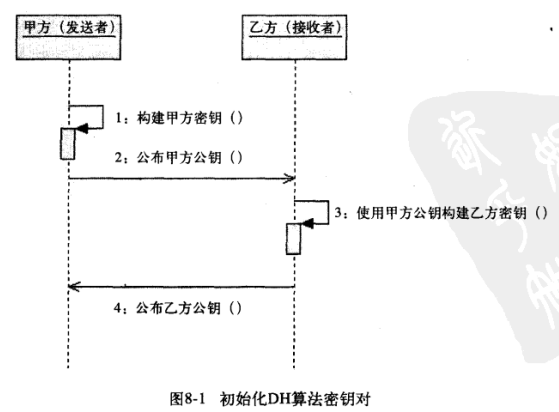 甲方（发送者）
乙方（接收者）
1：构建甲方密钥（）
2：公布甲方公钥（）
3：使用甲方公钥构建乙方密钥（）
4：公布乙方公钥（）
图8-1 初始化DH算法密钥对